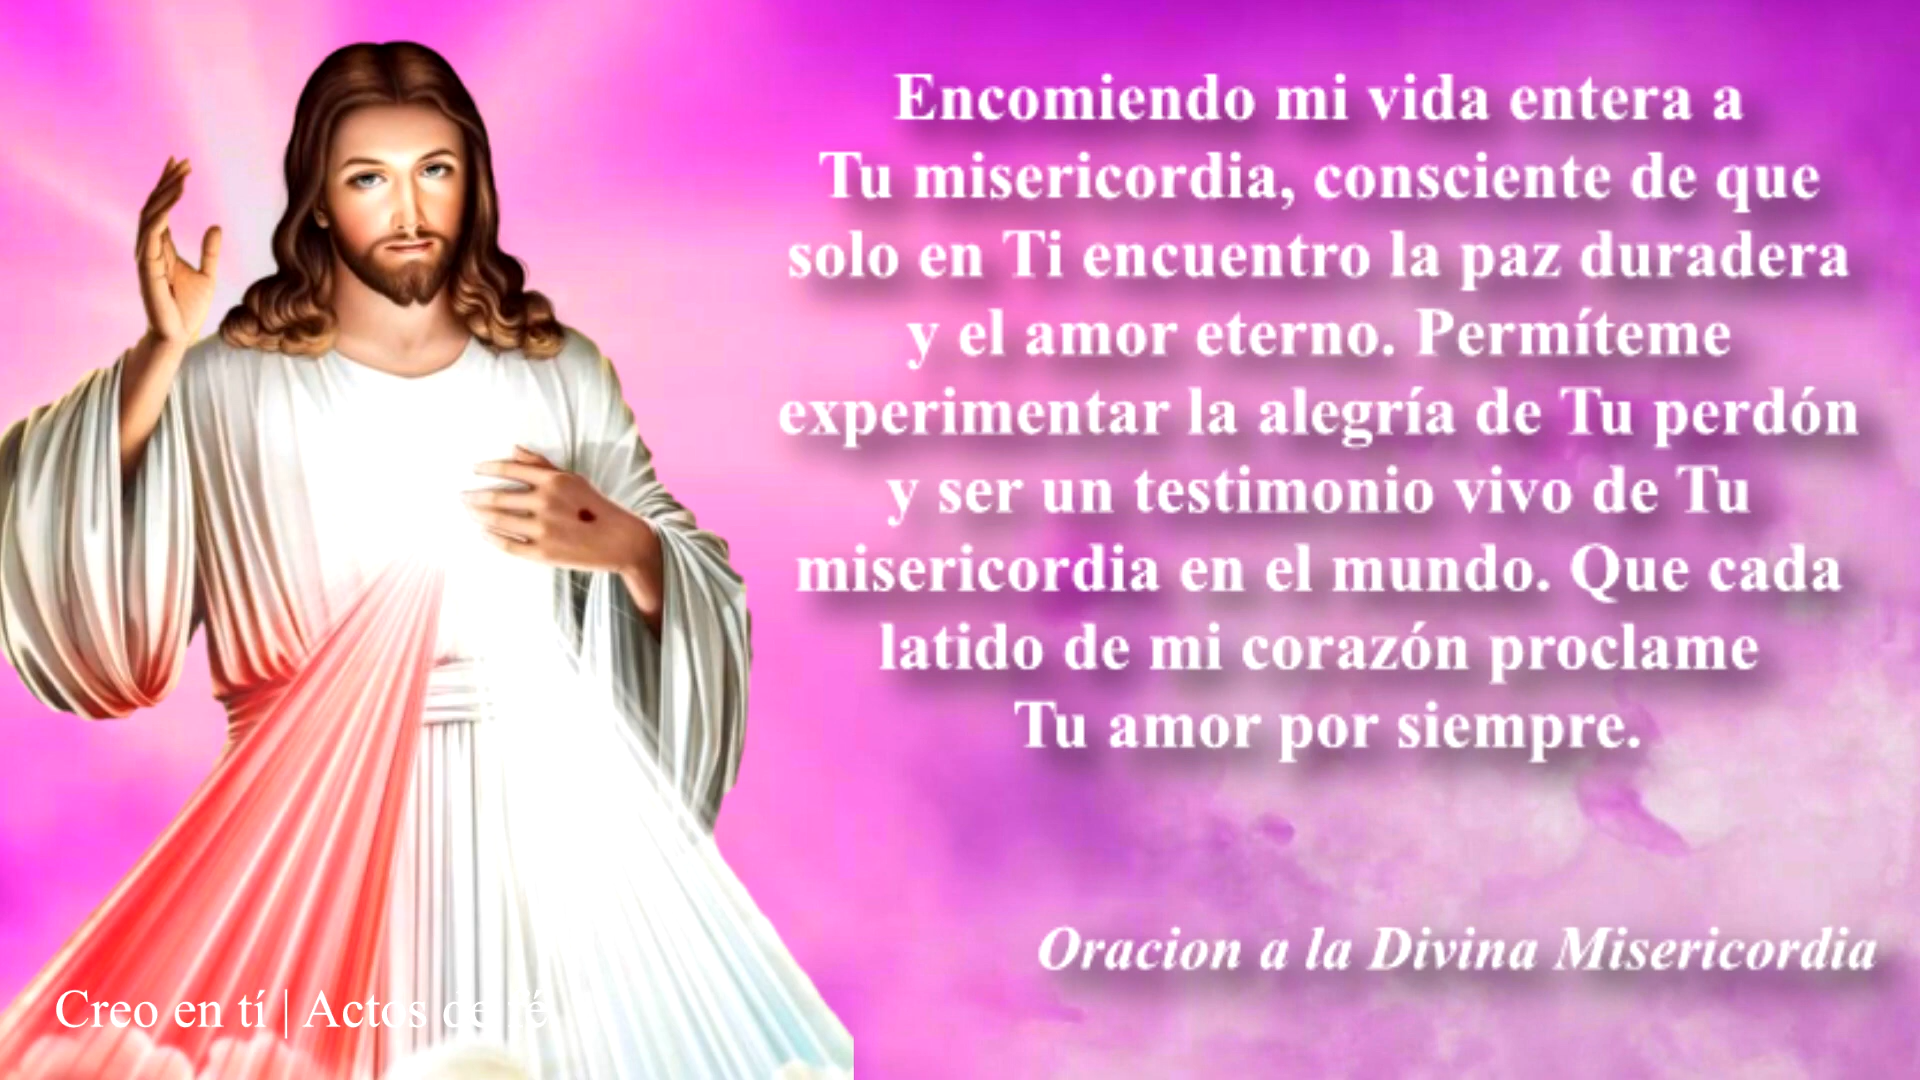 Encomiendo mi vida entera a
Tu misericordia, consciente de que
solo en Ti encuentro la paz duradera
y el amor eterno. Permíteme
experimentar la alegría de Tu perdón
y ser un testimonio vivo de Tu
misericordia en el mundo. Que cada
latido de mi corazón proclame
Tu amor por siempre.
Oracion a la Divina Misericordia
Creo en tí | Actos de fé